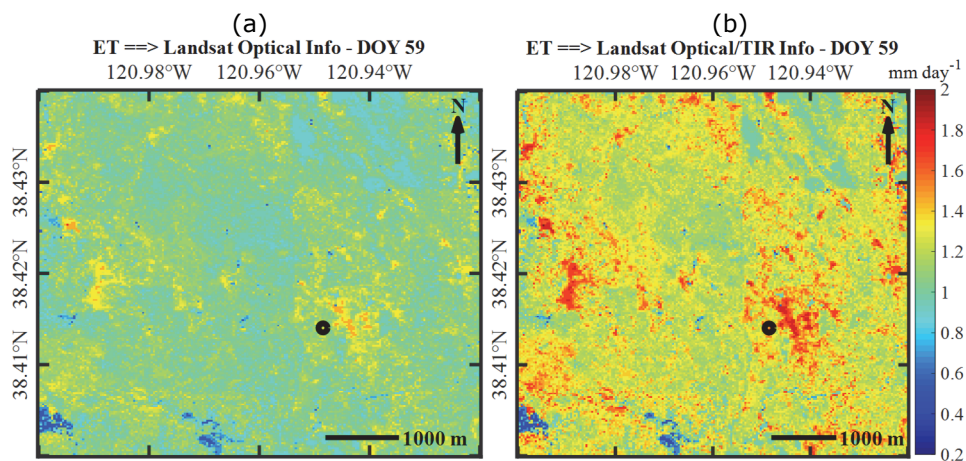 (a)
(b)
ET ==> Landsat Optical Info - DOY 59
ET ==> Landsat Optical/TIR Info - DOY 59
120.98°W 120.96°W 120.94°W
120.98°W 120.96°W 120.94°W
mm day⁻¹
N
N
38.43°N
38.42°N
38.41°N
38.43°N
38.42°N
38.41°N
2
1.8
1.6
1.4
1.2
1
0.8
0.6
0.4
0.2
1000 m
1000 m